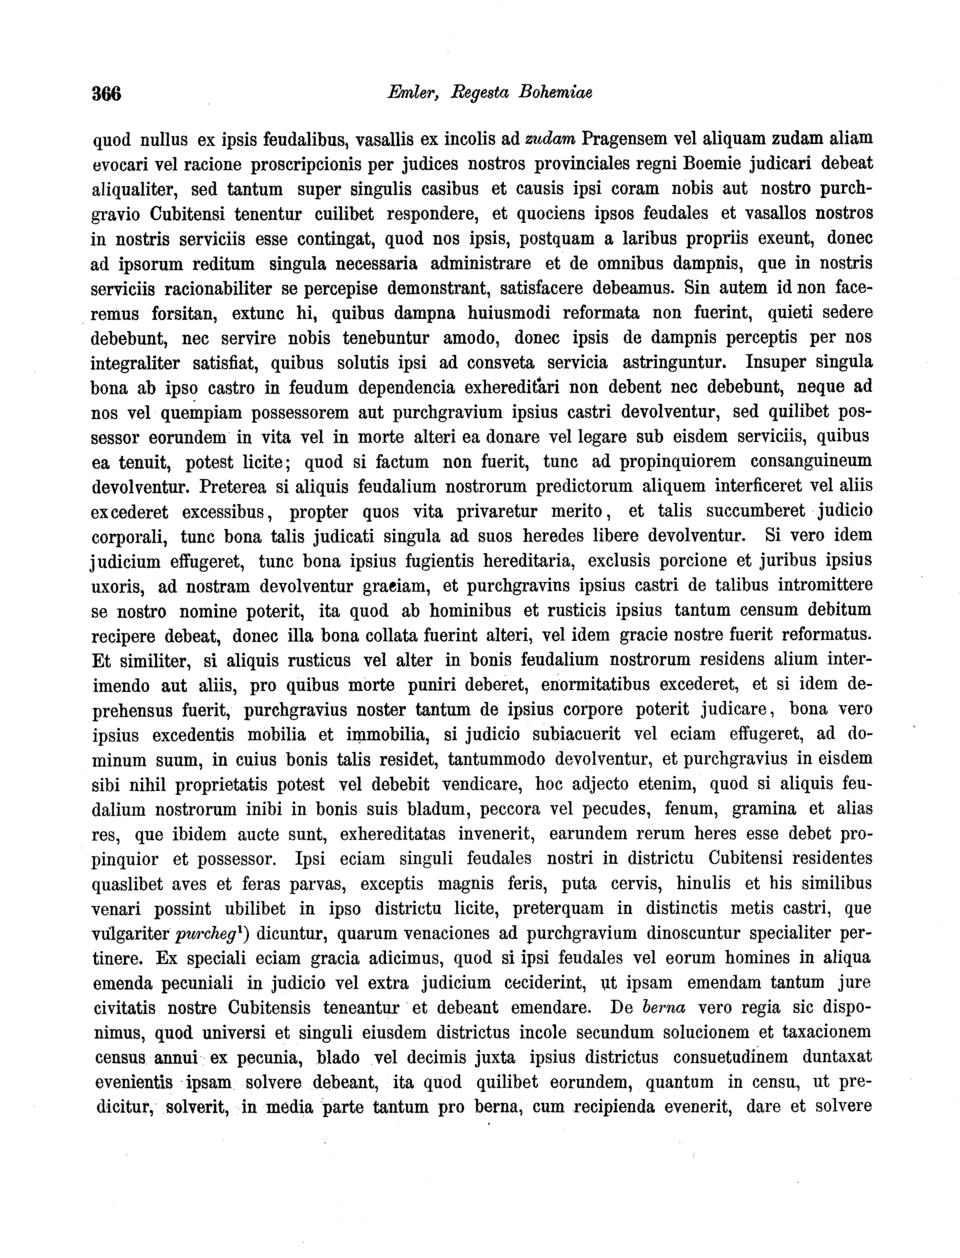 366 Emler, Regesta Bohemiae
quod nullus ex ipsis feudalibus, vasallis ex incolis ad zudam Pragensem vel aliquam zudam aliam
evocari vel racione proscripcionis per judices nostros provinciales regni Boemie judicari debeat
aliqualiter, sed tantum super singulis casibus et causis ipsi coram nobis aut nostro purch-
gravio Cubitensi tenentur cuilibet respondere, et quociens ipsos feudales et vasallos nostros
in nostris serviciis esse contingat, quod nos ipsis, postquam a laribus propriis exeunt, donec
ad ipsorum reditum singula necessaria administrare et de omnibus dampnis, que in nostris
serviciis racionabiliter se percepise demonstrant, satisfacere debeamus. Sin autem id non face-
remus forsitan, extunc hi, quibus dampna huiusmodi reformata non fuerint, quieti sedere
debebunt, nec servire nobis tenebuntur amodo, donec ipsis de dampnis perceptis per nos
integraliter satisfiat, quibus solutis ipsi ad consveta servicia astringuntur. Insuper singula
bona ab ipso castro in feudum dependencia exhereditari non debent nec debebunt, neque ad
nos vel quempiam possessorem aut purchgravium ipsius castri devolventur, sed quilibet pos-
sessor eorundem in vita vel in morte alteri ea donare vel legare sub eisdem serviciis, quibus
ea tenuit, potest licite; quod si factum non fuerit, tunc ad propinquiorem consanguineum
devolventur. Preterea si aliquis feudalium nostrorum predictorum aliquem interficeret vel aliis
excederet excessibus, propter quos vita privaretur merito, et talis succumberet judicio
corporali, tunc bona talis judicati singula ad suos heredes libere devolventur. Si vero idem
judicium effugeret, tunc bona ipsius fugientis hereditaria, exclusis porcione et juribus ipsius
uxoris, ad nostram devolventur graciam, et purchgravins ipsius castri de talibus intromittere
se nostro nomine poterit, ita quod ab hominibus et rusticis ipsius tantum censum debitum
recipere debeat, donec illa bona collata fuerint alteri, vel idem gracie nostre fuerit reformatus.
Et similiter, si aliquis rusticus vel alter in bonis feudalium nostrorum residens alium inter-
imendo aut aliis, pro quibus morte puniri deberet, enormitatibus excederet, et si idem de-
prehensus fuerit, purchgravius noster tantum de ipsius corpore poterit judicare, bona vero
ipsius excedentis mobilia et immobilia, si judicio subiacuerit vel eciam effugeret, ad do-
minum suum, in cuius bonis talis residet, tantummodo devolventur, et purchgravius in eisdem
sibi nihil proprietatis potest vel debebit vendicare, hoc adjecto etenim, quod si aliquis feu-
dalium nostrorum inibi in bonis suis bladum, peccora vel pecudes, fenum, gramina et alias
res, que ibidem aucte sunt, exhereditatas invenerit, earundem rerum heres esse debet pro-
pinquior et possessor. Ipsi eciam singuli feudales nostri in districtu Cubitensi residentes
quaslibet aves et feras parvas, exceptis magnis feris, puta cervis, hinulis et his similibus
venari possint ubilibet in ipso districtu licite, preterquam in distinctis metis castri, que
vulgariter purcheg¹) dicuntur, quarum venaciones ad purchgravium dinoscuntur specialiter per-
tinere. Ex speciali eciam gracia adicimus, quod si ipsi feudales vel eorum homines in aliqua
emenda pecuniali in judicio vel extra judicium ceciderint, ut ipsam emendam tantum jure
civitatis nostre Cubitensis teneantur et debeant emendare. De berna vero regia sic dispo-
nimus, quod universi et singuli eiusdem districtus incole secundum solucionem et taxacionem
census annui ex pecunia, blado vel decimis juxta ipsius districtus consuetudinem duntaxat
evenientis ipsam solvere debeant, ita quod quilibet eorundem, quantum in censu, ut pre-
dicitur, solverit, in media parte tantum pro berna, cum recipienda evenerit, dare et solvere